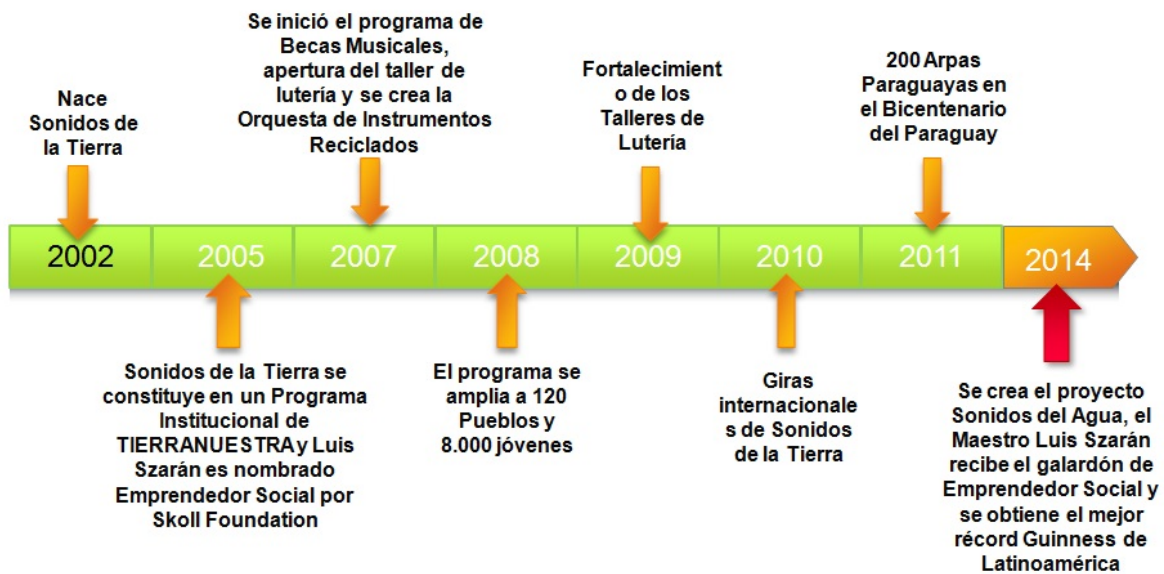 Nace
Sonidos de
la Tierra
Se inició el programa de
Becas Musicales,
apertura del taller de
lutería y se crea la
Orquesta de Instrumentos
Reciclados
Fortalecimient
o de los
Talleres de
Lutería
200 Arpas
Paraguayas en
el Bicentenario
del Paraguay
2002
2005
2007
2008
2009
2010
2011
2014
Sonidos de la Tierra se
constituye en un Programa
Institucional de
TIERRANUESTRA y Luis
Szarán es nombrado
Emprendedor Social por
Skoll Foundation
El programa se
amplia a 120
Pueblos y
8.000 jóvenes
Giras
internacionale
s de Sonidos
de la Tierra
Se crea el proyecto
Sonidos del Agua, el
Maestro Luis Szarán
recibe el galardón de
Emprendedor Social y
se obtiene el mejor
récord Guinness de
Latinoamérica